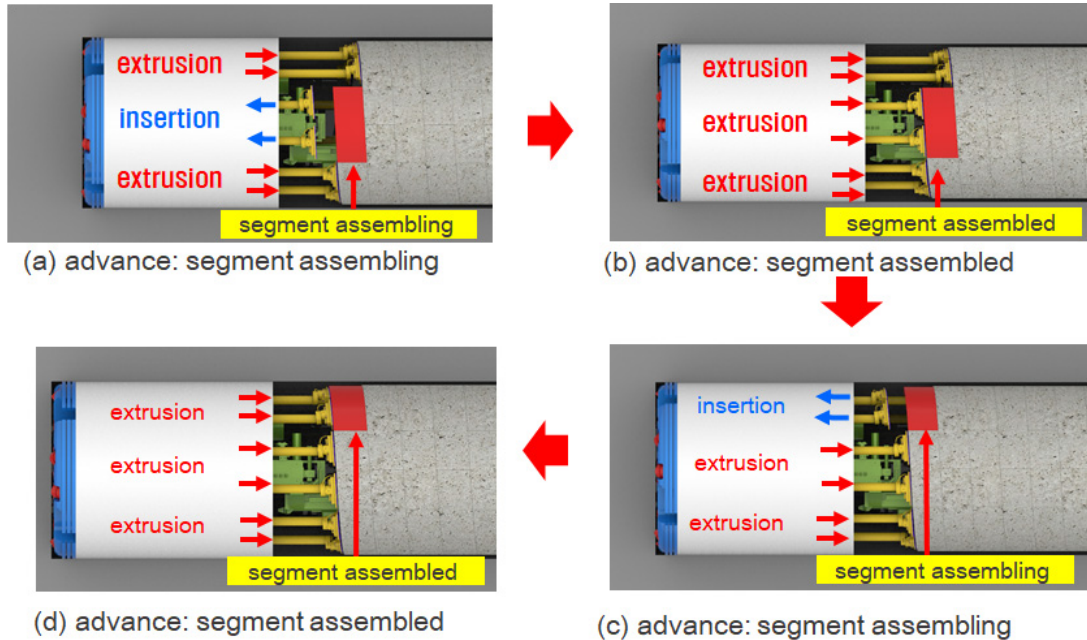 extrusion
insertion
extrusion
segment assembling
(a) advance: segment assembling
extrusion
extrusion
extrusion
segment assembled
(b) advance: segment assembled
extrusion
extrusion
extrusion
segment assembled
(d) advance: segment assembled
insertion
extrusion
extrusion
segment assembling
(c) advance: segment assembling